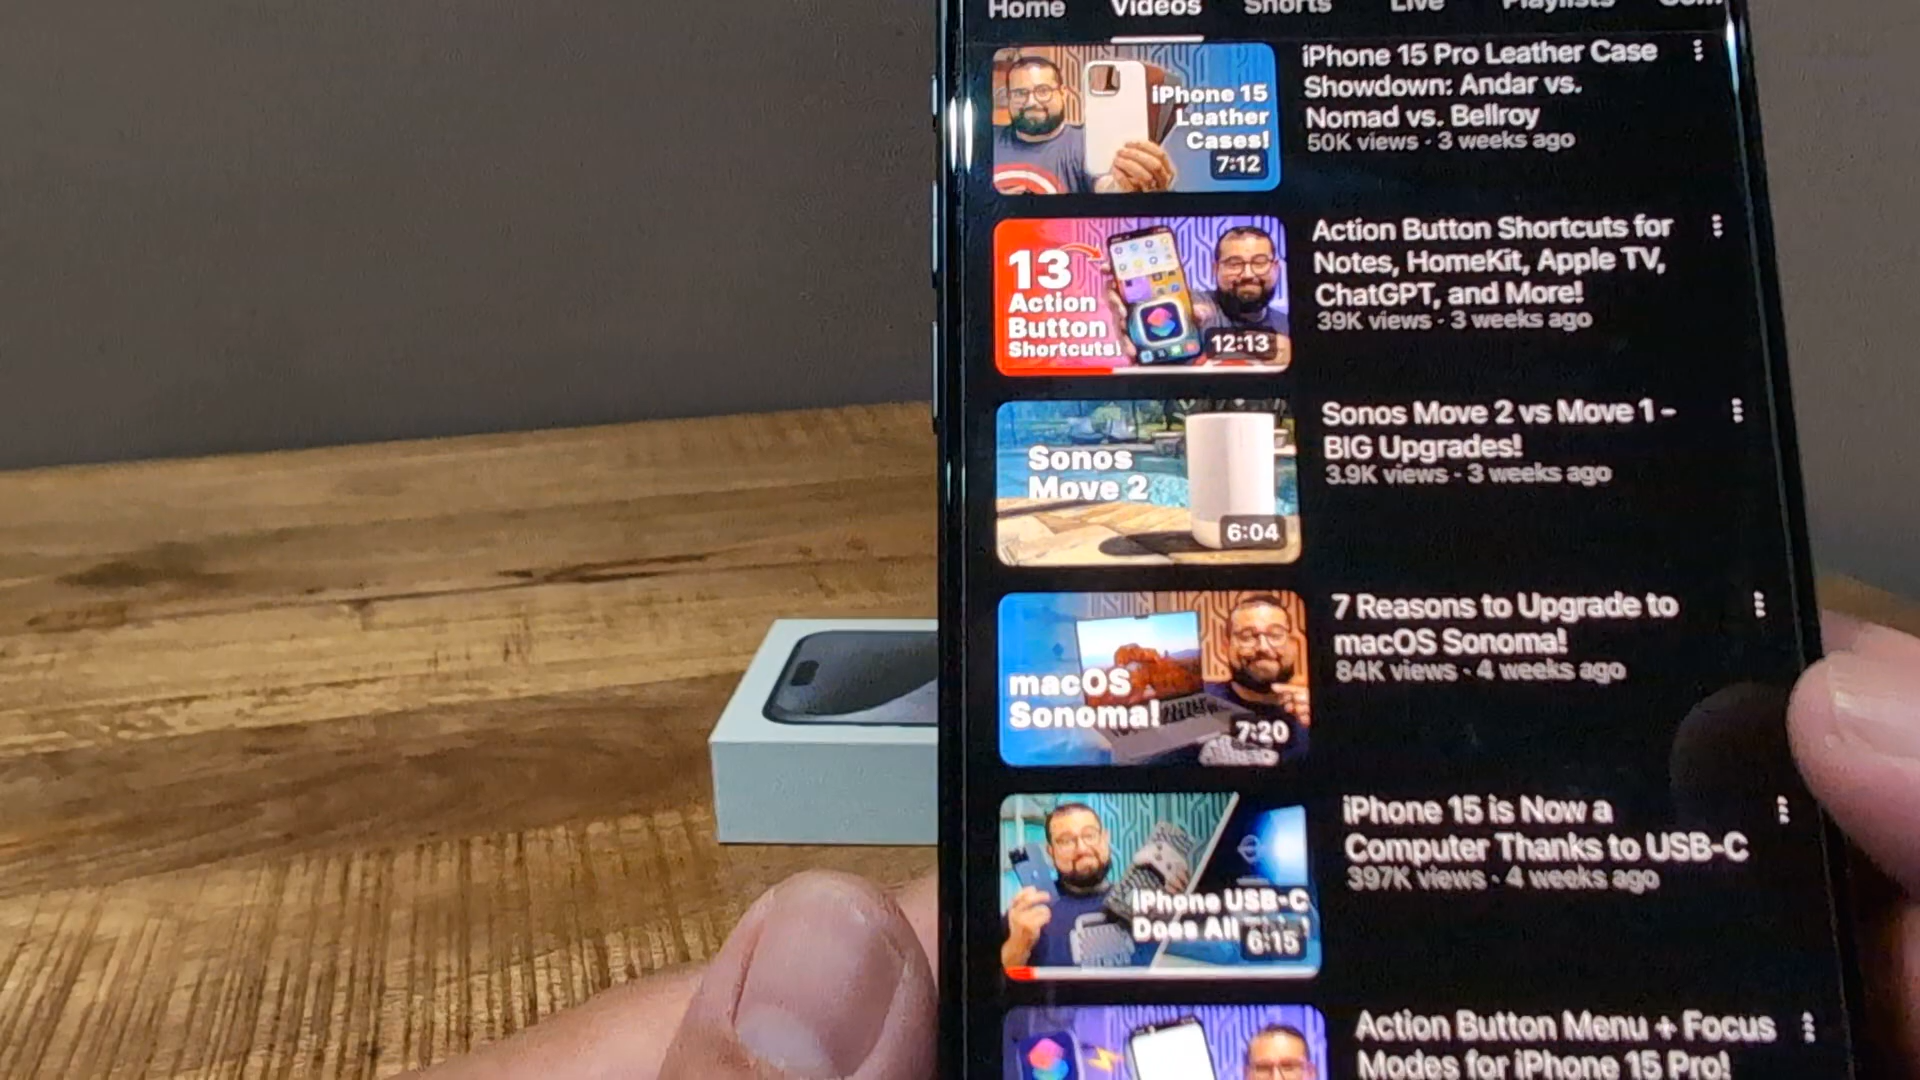 Home Videos Shorts Live Playlists
iPhone 15
Leather
Cases!
7:12
iPhone 15 Pro Leather Case
Showdown: Andar vs.
Nomad vs. Bellroy
50K views · 3 weeks ago
13
Action
Button
Shortcuts!
12:13
Action Button Shortcuts for
Notes, HomeKit, Apple TV,
ChatGPT, and More!
39K views · 3 weeks ago
Sonos
Move 2
6:04
Sonos Move 2 vs Move 1 -
BIG Upgrades!
3.9K views · 3 weeks ago
macOS
Sonoma!
7:20
7 Reasons to Upgrade to
macOS Sonoma!
84K views · 4 weeks ago
iPhone USB-C
Does All
6:15
iPhone 15 is Now a
Computer Thanks to USB-C
397K views · 4 weeks ago
Action Button Menu + Focus
Modes for iPhone 15 Pro!